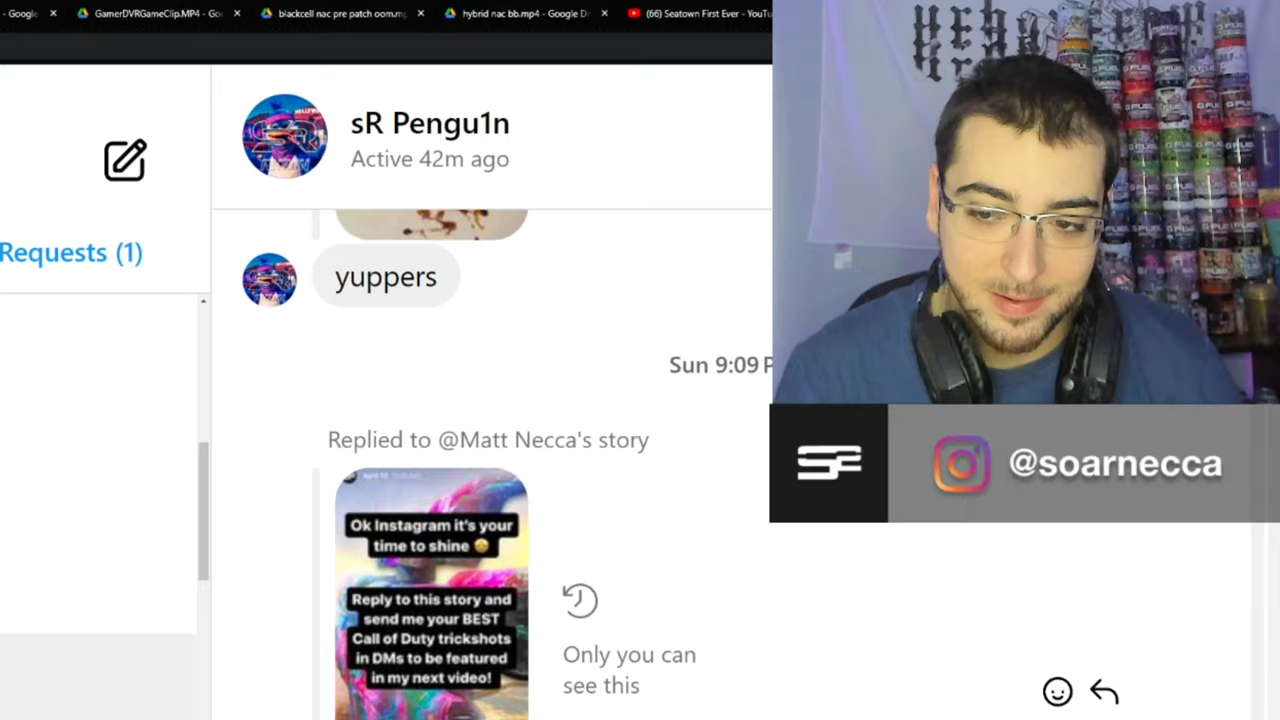 - Google
GamerDVRGameClip.MP4 - Goo
blackcell nac pre patch oom.mp
hybrid nac bb.mp4 - Google D
(66) Seatown First Ever - YouTu
sR Pengu1n
Active 42m ago
Requests (1)
yuppers
Sun 9:09 P
Replied to @Matt Necca's story
Ok Instagram it's your
time to shine 🤩
Reply to this story and
send me your BEST
Call of Duty trickshots
in DMs to be featured
in my next video!
Only you can
see this
@soarnecca
G FUEL